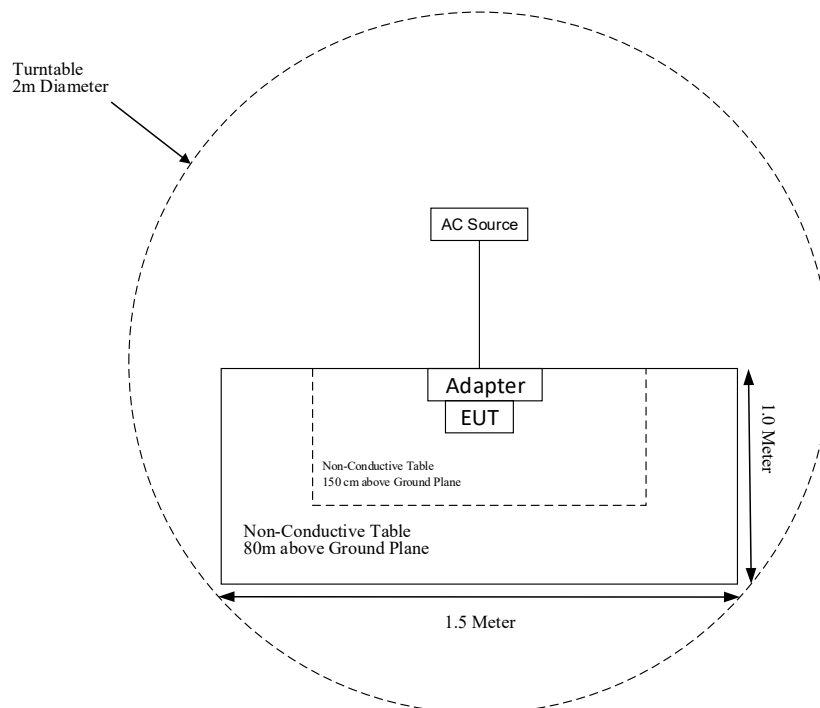 Turntable
2m Diameter
AC Source
Adapter
EUT
Non-Conductive Table
150 cm above Ground Plane
Non-Conductive Table
80m above Ground Plane
1.0 Meter
1.5 Meter